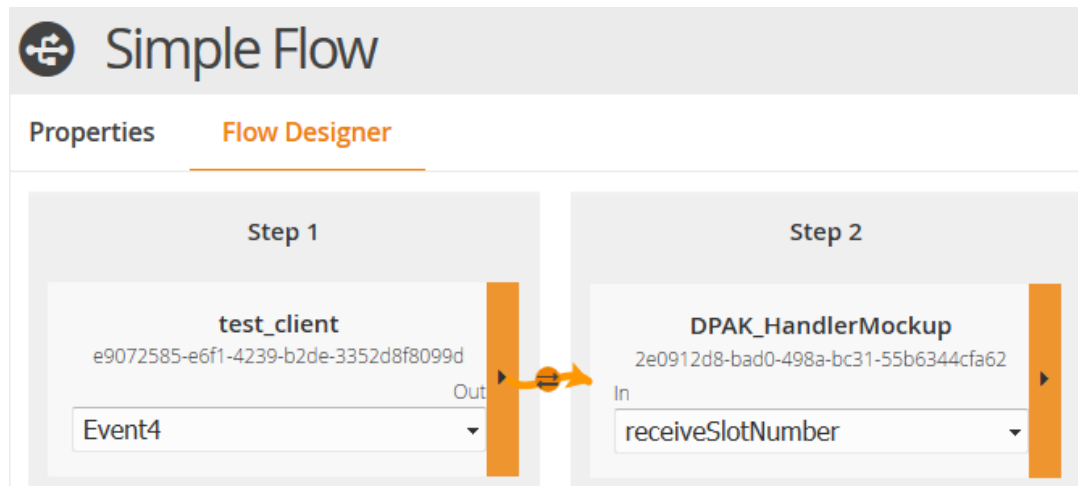 Simple Flow
Properties
Flow Designer
Step 1
test_client
e9072585-e6f1-4239-b2de-3352d8f8099d
Out
Event4
Step 2
DPAK_HandlerMockup
2e0912d8-bad0-498a-bc31-55b6344cfa62
In
receiveSlotNumber